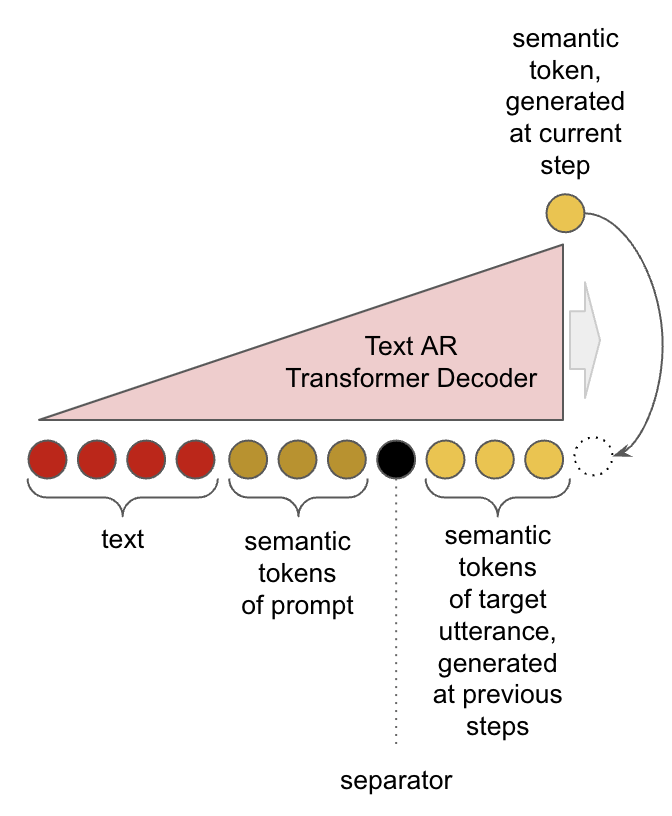 semantic
token,
generated
at current
step
Text AR
Transformer Decoder
text
semantic
tokens
of prompt
semantic
tokens
of target
utterance,
generated
at previous
steps
separator